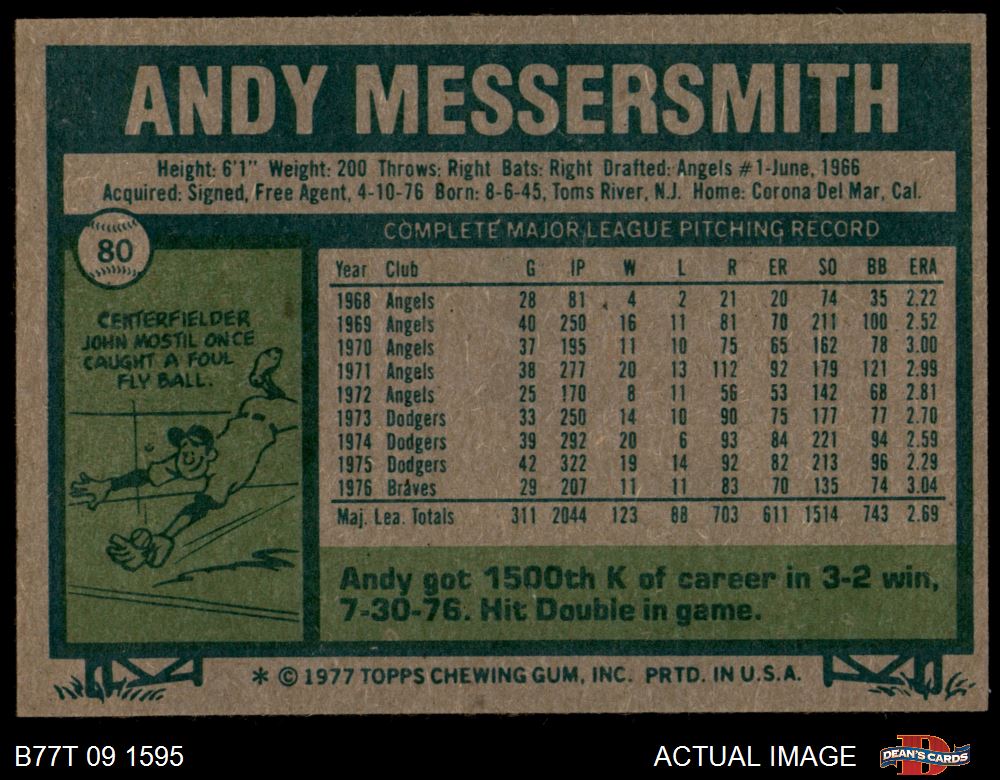 ANDY MESSERSMITH
Height: 6'1" Weight: 200 Throws: Right Bats: Right Drafted: Angels #1-June, 1966
Acquired: Signed, Free Agent, 4-10-76 Born: 8-6-45, Toms River, N.J. Home: Corona Del Mar, Cal.
80
COMPLETE MAJOR LEAGUE PITCHING RECORD
CENTERFIELDER
JOHN MOSTIL ONCE
CAUGHT A FOUL
FLY BALL.
Year Club G IP W L R ER SO BB ERA
1968 Angels 28 81 4 2 21 20 74 35 2.22
1969 Angels 40 250 16 11 81 70 211 100 2.52
1970 Angels 37 195 11 10 75 65 162 78 3.00
1971 Angels 38 277 20 13 112 92 179 121 2.99
1972 Angels 25 170 8 11 56 53 142 68 2.81
1973 Dodgers 33 250 14 10 90 75 177 77 2.70
1974 Dodgers 39 292 20 6 93 84 221 94 2.59
1975 Dodgers 42 322 19 14 92 82 213 96 2.29
1976 Braves 29 207 11 11 83 70 135 74 3.04
Maj. Lea. Totals 311 2044 123 88 703 611 1514 743 2.69
Andy got 1500th K of career in 3-2 win,
7-30-76. Hit Double in game.
* © 1977 TOPPS CHEWING GUM, INC. PRTD. IN U.S.A.
B77T 09 1595
ACTUAL IMAGE
D
DEAN'S CARDS